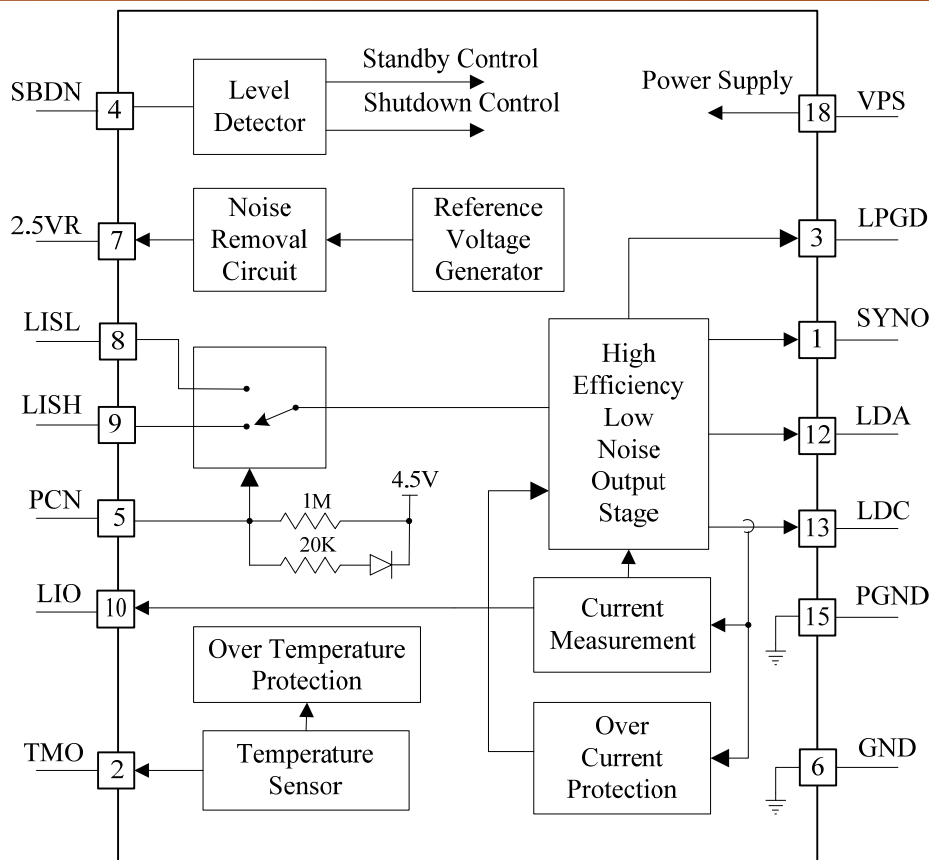 SBDN
4
Level
Detector
Standby Control
Shutdown Control
Power Supply
18
VPS
2.5VR
7
Noise
Removal
Circuit
Reference
Voltage
Generator
3
LPGD
LISL
8
1
SYNO
LISH
9
High
Efficiency
Low
Noise
Output
Stage
12
LDA
PCN
5
1M
20K
4.5V
13
LDC
LIO
10
Current
Measurement
15
PGND
Over Temperature
Protection
TMO
2
Temperature
Sensor
Over
Current
Protection
6
GND